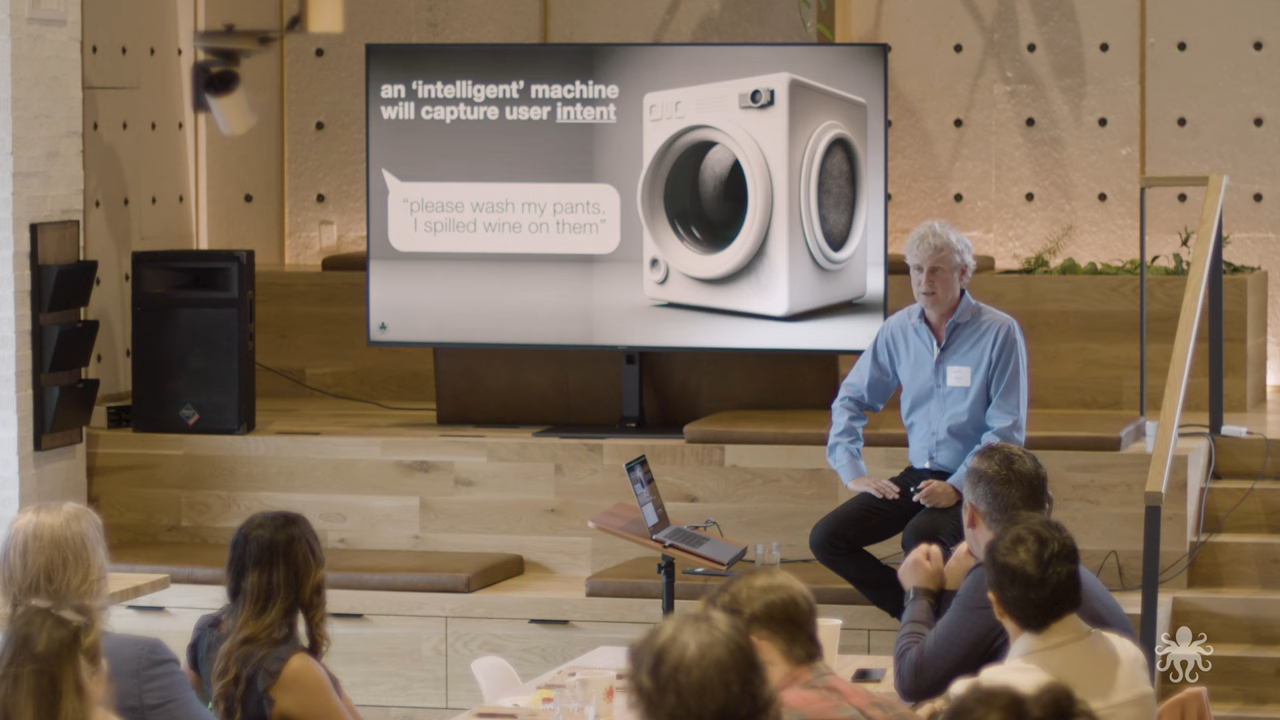 an ‘intelligent’ machine
will capture user intent
“please wash my pants,
I spilled wine on them”